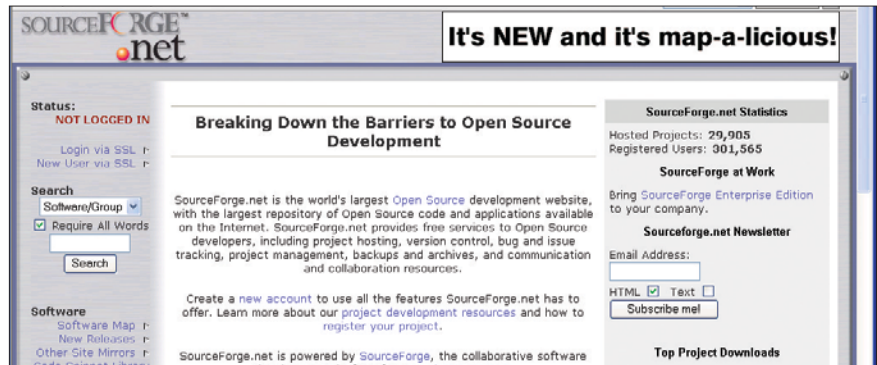 SOURCEFORGE™
.net
It's NEW and it's map-a-licious!
Status:
NOT LOGGED IN
Login via SSL
New User via SSL
Search
Software/Group
Require All Words
Search
Software
Software Map
New Releases
Other Site Mirrors
Code Snippet Library
Breaking Down the Barriers to Open Source
Development
SourceForge.net is the world's largest Open Source development website,
with the largest repository of Open Source code and applications available
on the Internet. SourceForge.net provides free services to Open Source
developers, including project hosting, version control, bug and issue
tracking, project management, backups and archives, and communication
and collaboration resources.
Create a new account to use all the features SourceForge.net has to
offer. Learn more about our project development resources and how to
register your project.
SourceForge.net is powered by SourceForge, the collaborative software
SourceForge.net Statistics
Hosted Projects: 29,905
Registered Users: 301,565
SourceForge at Work
Bring SourceForge Enterprise Edition
to your company.
Sourceforge.net Newsletter
Email Address:
HTML Text
Subscribe me!
Top Project Downloads